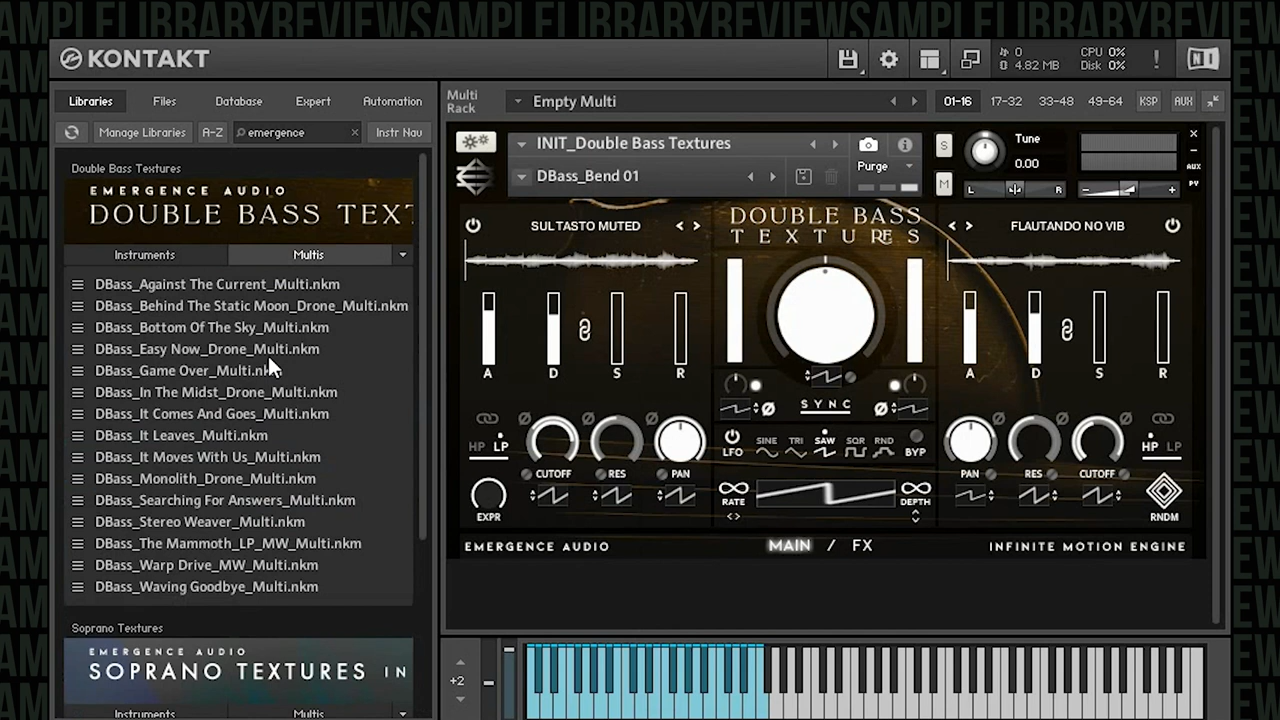 SAMPLELIBRARYREVIEW
KONTAKT
0
4.82 MB
CPU 0%
Disk 0%
!
Libraries
Files
Database
Expert
Automation
Manage Libraries
A-Z
emergence
Instr Nav
Double Bass Textures
EMERGENCE AUDIO
DOUBLE BASS TEXT
Instruments
Multis
DBass_Against The Current_Multi.nkm
DBass_Behind The Static Moon_Drone_Multi.nkm
DBass_Bottom Of The Sky_Multi.nkm
DBass_Easy Now_Drone_Multi.nkm
DBass_Game Over_Multi.nkm
DBass_In The Midst_Drone_Multi.nkm
DBass_It Comes And Goes_Multi.nkm
DBass_It Leaves_Multi.nkm
DBass_It Moves With Us_Multi.nkm
DBass_Monolith_Drone_Multi.nkm
DBass_Searching For Answers_Multi.nkm
DBass_Stereo Weaver_Multi.nkm
DBass_The Mammoth_LP_MW_Multi.nkm
DBass_Warp Drive_MW_Multi.nkm
DBass_Waving Goodbye_Multi.nkm
Soprano Textures
EMERGENCE AUDIO
SOPRANO TEXTURES IN
Instruments
Multis
Multi Rack
Empty Multi
01-16 17-32 33-48 49-64 KSP AUX
INIT_Double Bass Textures
DBass_Bend 01
Purge
S
M
Tune
0.00
L R
- +
AUX
PV
SUL TASTO MUTED
DOUBLE BASS
TEXTURES
FLAUTANDO NO VIB
A D S R
A D S R
SYNC
HP LP
CUTOFF RES PAN
EXPR
LFO SINE TRI SAW SQR RND BYP
RATE
DEPTH
PAN RES CUTOFF
HP LP
RNDM
EMERGENCE AUDIO
MAIN / FX
INFINITE MOTION ENGINE
+2